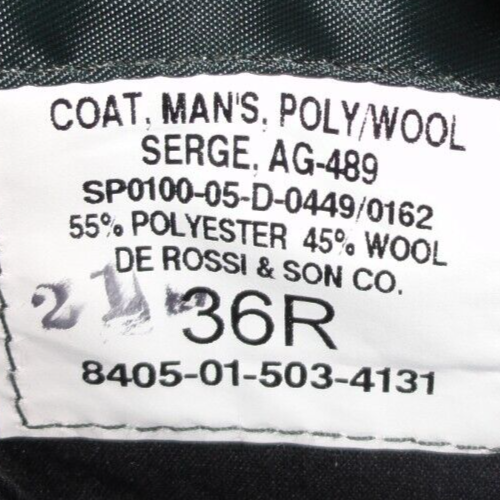 COAT, MAN'S, POLY/WOOL
SERGE, AG-489
SP0100-05-D-0449/0162
55% POLYESTER 45% WOOL
DE ROSSI & SON CO.
36R
8405-01-503-4131